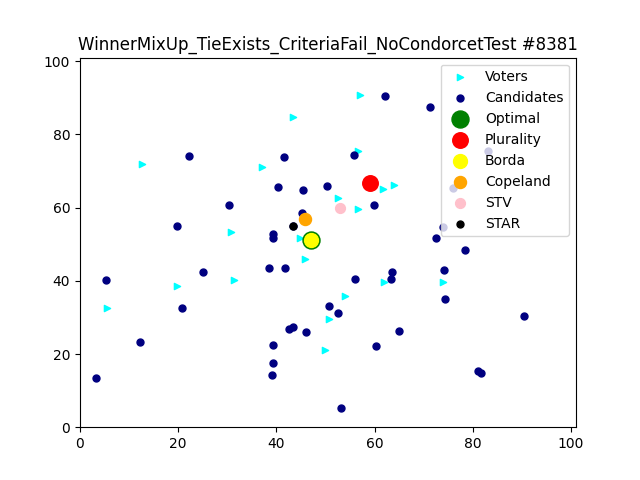 WinnerMixUp_TieExists_CriteriaFail_NoCondorcetTest #8381
Voters
Candidates
Optimal
Plurality
Borda
Copeland
STV
STAR
100
80
60
40
20
0
0 20 40 60 80 100